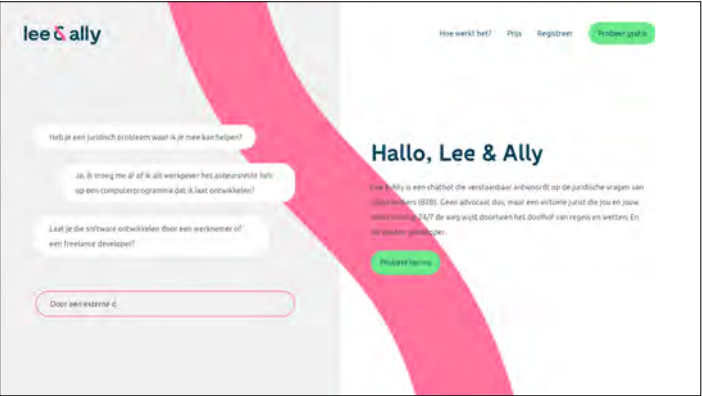 lee & ally
Hoe werkt het?
Prijs
Registreer
Probeer gratis
Heb je een juridisch probleem waar ik je mee kan helpen?
Ja, ik vroeg me af of ik als werkgever het auteursrecht heb
op een computerprogramma dat ik laat ontwikkelen?
Laat je die software ontwikkelen door een werknemer of
een freelance developer?
Door een externe d
Hallo, Lee & Ally
Lee & Ally is een chatbot die verstaanbaar antwoordt op de juridische vragen van
(B2B). Geen advocaat dus, maar een virtuele jurist die jou en jouw
24/7 de weg wijst doorheen het doolhof van regels en wetten. En